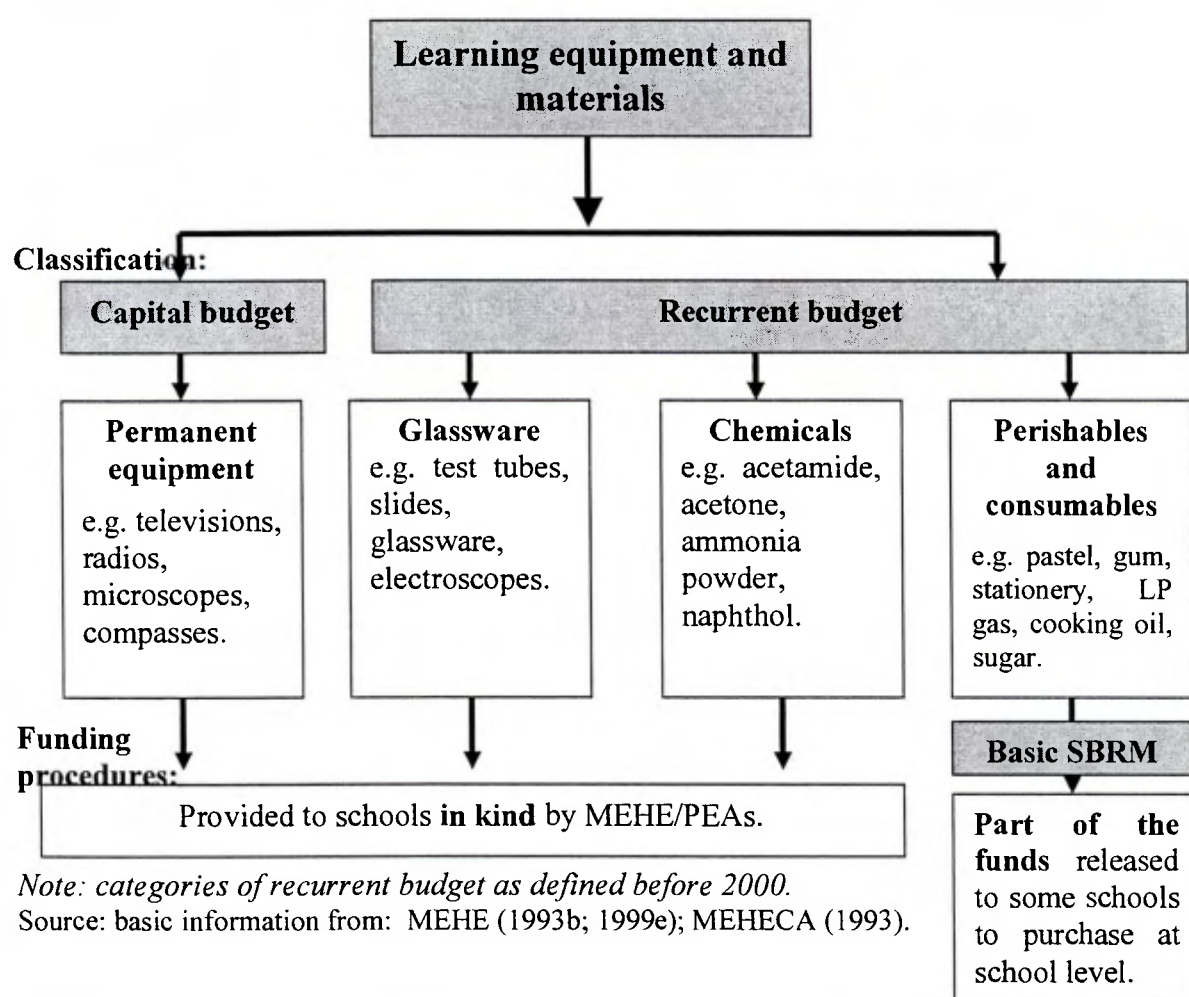 Learning equipment and
materials
Classification:
Capital budget
Recurrent budget
Permanent
equipment
e.g. televisions,
radios,
microscopes,
compasses.
Glassware
e.g. test tubes,
slides,
glassware,
electroscopes.
Chemicals
e.g. acetamide,
acetone,
ammonia
powder,
naphthol.
Perishables
and
consumables
e.g. pastel, gum,
stationery, LP
gas, cooking oil,
sugar.
Funding
procedures:
Provided to schools in kind by MEHE/PEAs.
Basic SBRM
Part of the
funds released
to some schools
to purchase at
school level.
Note: categories of recurrent budget as defined before 2000.
Source: basic information from: MEHE (1993b; 1999e); MEHECA (1993).